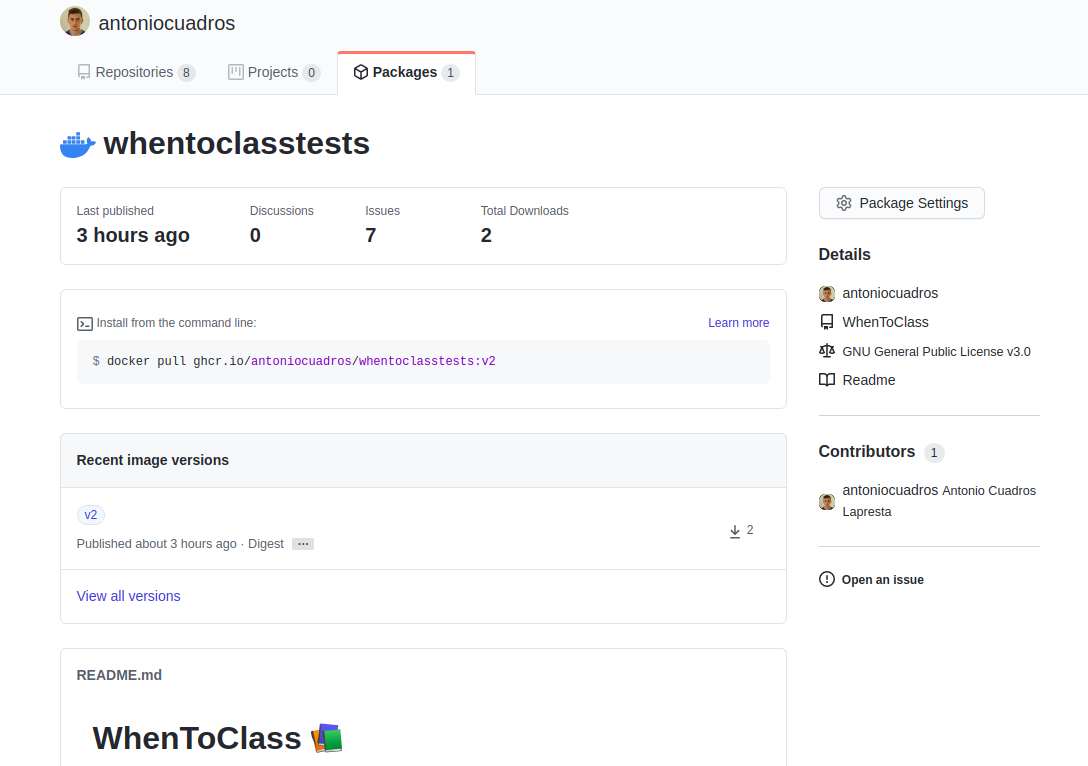 antoniocuadros
Repositories 8 Projects 0 Packages 1
whentoclasstests
Last published Discussions Issues Total Downloads
3 hours ago 0 7 2
Install from the command line: Learn more
$ docker pull ghcr.io/antoniocuadros/whentoclasstests:v2
Recent image versions
v2
2
Published about 3 hours ago · Digest ...
View all versions
README.md
WhenToClass
Package Settings
Details
antoniocuadros
WhenToClass
GNU General Public License v3.0
Readme
Contributors 1
antoniocuadros Antonio Cuadros
Lapresta
Open an issue